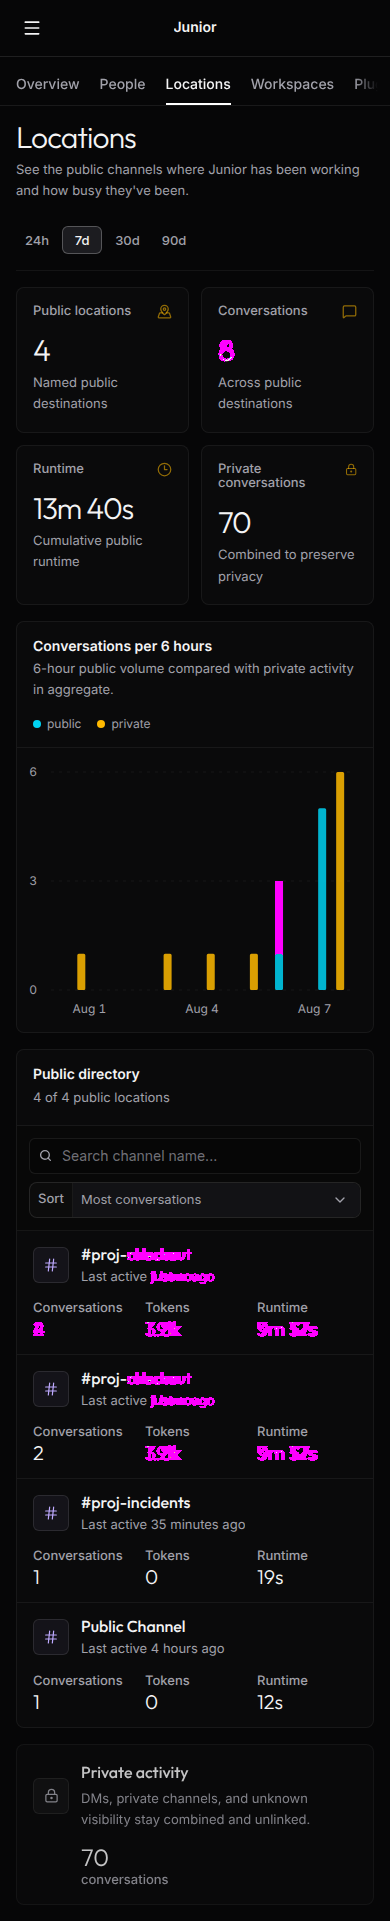 Junior
Overview People Locations Workspaces
Locations
See the public channels where Junior has been working
and how busy they've been.
24h 7d 30d 90d
Public locations
4
Named public
destinations
Conversations
Across public
destinations
Runtime
13m 40s
Cumulative public
runtime
Private
conversations
70
Combined to preserve
privacy
Conversations per 6 hours
6-hour public volume compared with private activity
in aggregate.
public private
6
3
0
Aug 1 Aug 4 Aug 7
Public directory
4 of 4 public locations
Search channel name...
Sort Most conversations
#proj-
Last active
Conversations Tokens Runtime
#proj-
Last active
Conversations Tokens Runtime
2
#proj-incidents
Last active 35 minutes ago
Conversations Tokens Runtime
1 0 19s
Public Channel
Last active 4 hours ago
Conversations Tokens Runtime
1 0 12s
Private activity
DMs, private channels, and unknown
visibility stay combined and unlinked.
70
conversations